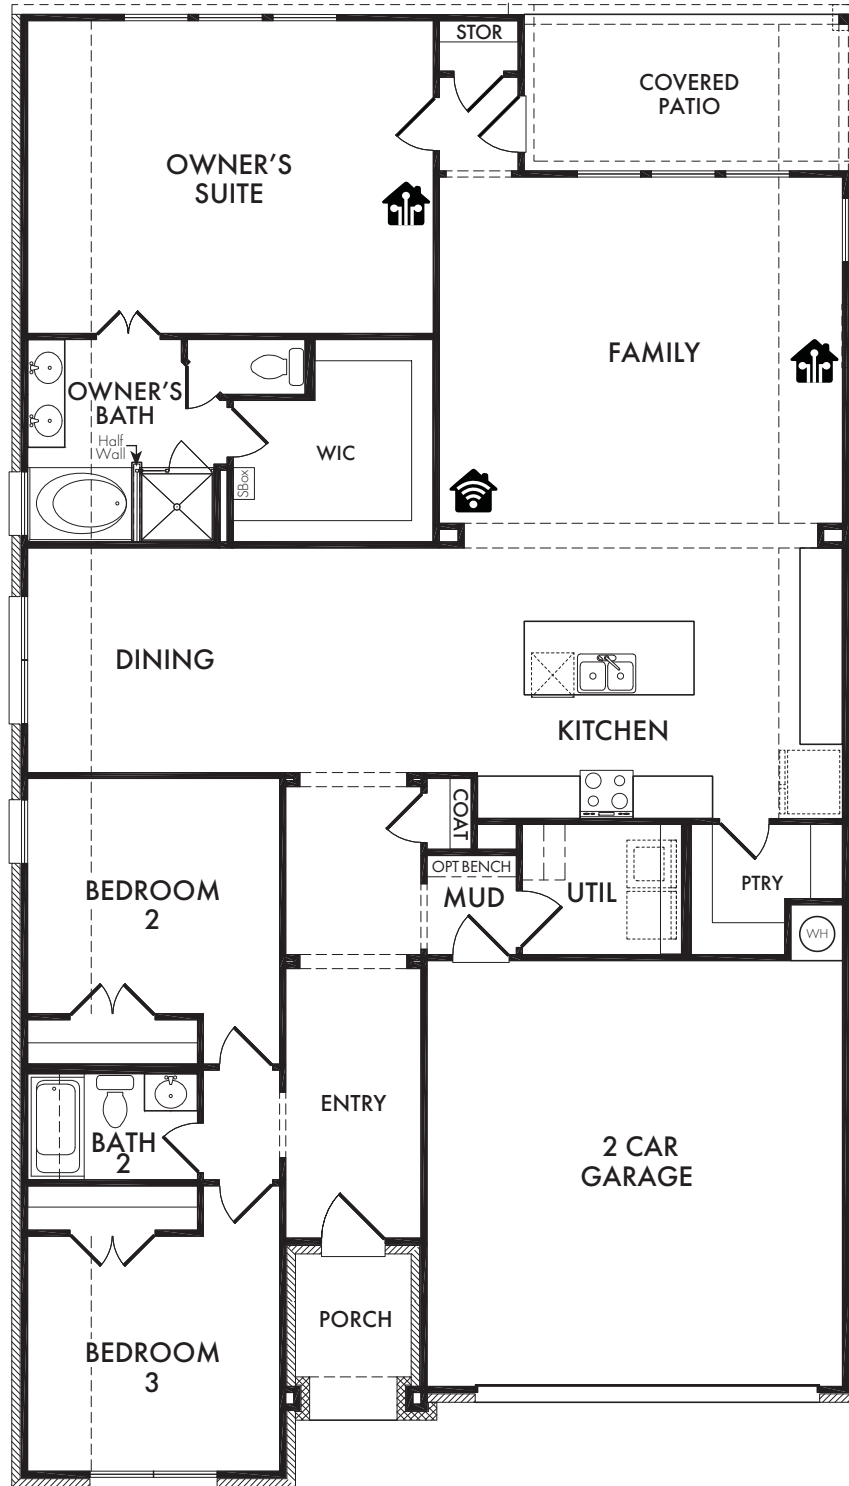 STOR
COVERED
PATIO
OWNER'S
SUITE
FAMILY
OWNER'S
BATH
Half
Wall
WIC
SBox
DINING
KITCHEN
COAT
BEDROOM
2
OPT BENCH
MUD
UTIL
PTRY
WH
ENTRY
BATH
2
2 CAR
GARAGE
PORCH
BEDROOM
3